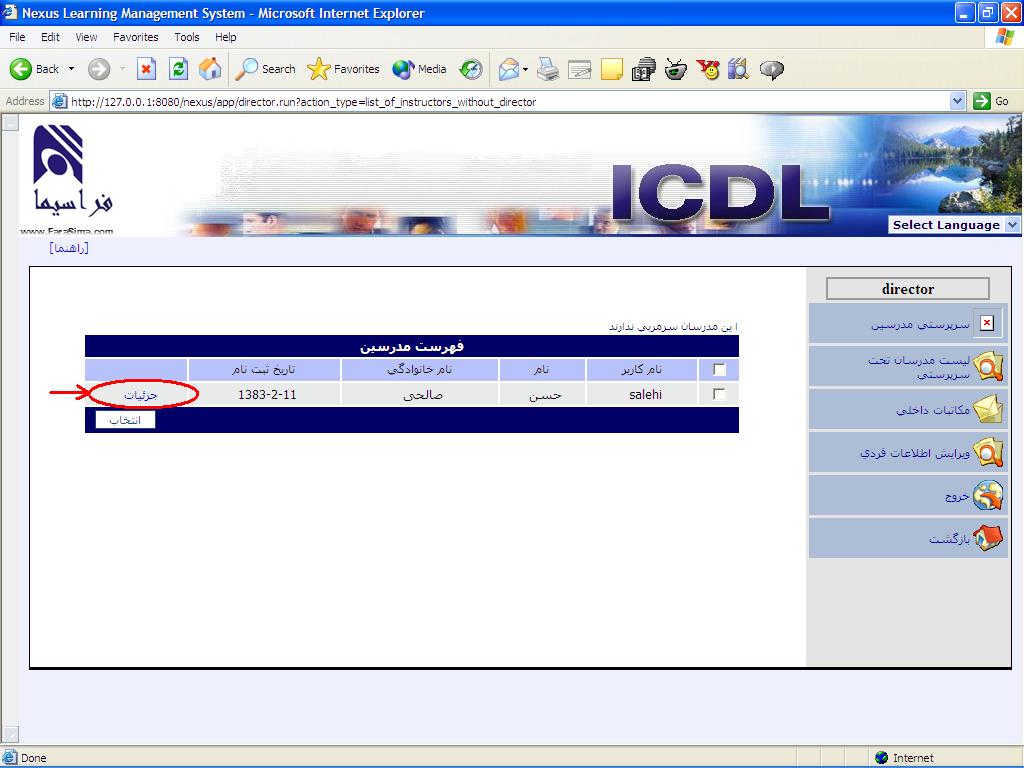 Nexus Learning Management System - Microsoft Internet Explorer
File Edit View Favorites Tools Help
Back Search Favorites Media
Address http://127.0.0.1:8080/nexus/app/director.run?action_type=list_of_instructors_without_director Go
فراسیما
www.FaraSima.com
ICDL
Select Language
[راهنما]
director
سرپرستی مدرسین
لیست مدرسان تحت
سرپرستی
مکاتبات داخلی
ویرایش اطلاعات فردی
خروج
بازگشت
این مدرسان سرمربی ندارند
فهرست مدرسین
نام کاربر نام نام خانوادگی تاریخ ثبت نام
salehi حسن صالحی 1383-2-11 جزئیات
انتخاب
Done Internet